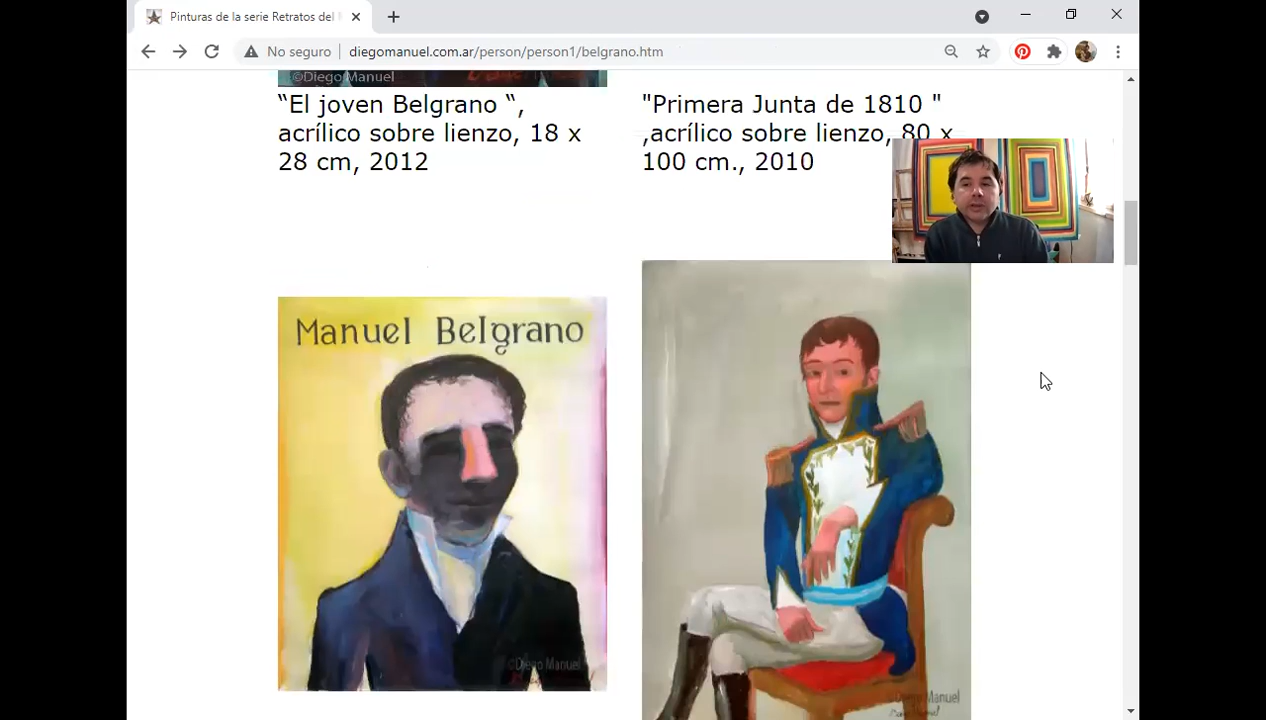 Pinturas de la serie Retratos del
No seguro
diegomanuel.com.ar/person/person1/belgrano.htm
©Diego Manuel
“El joven Belgrano “,
acrílico sobre lienzo, 18 x
28 cm, 2012
"Primera Junta de 1810 "
,acrílico sobre lienzo, 80 x
100 cm., 2010
Manuel Belgrano
©Diego Manuel
©Diego Manuel